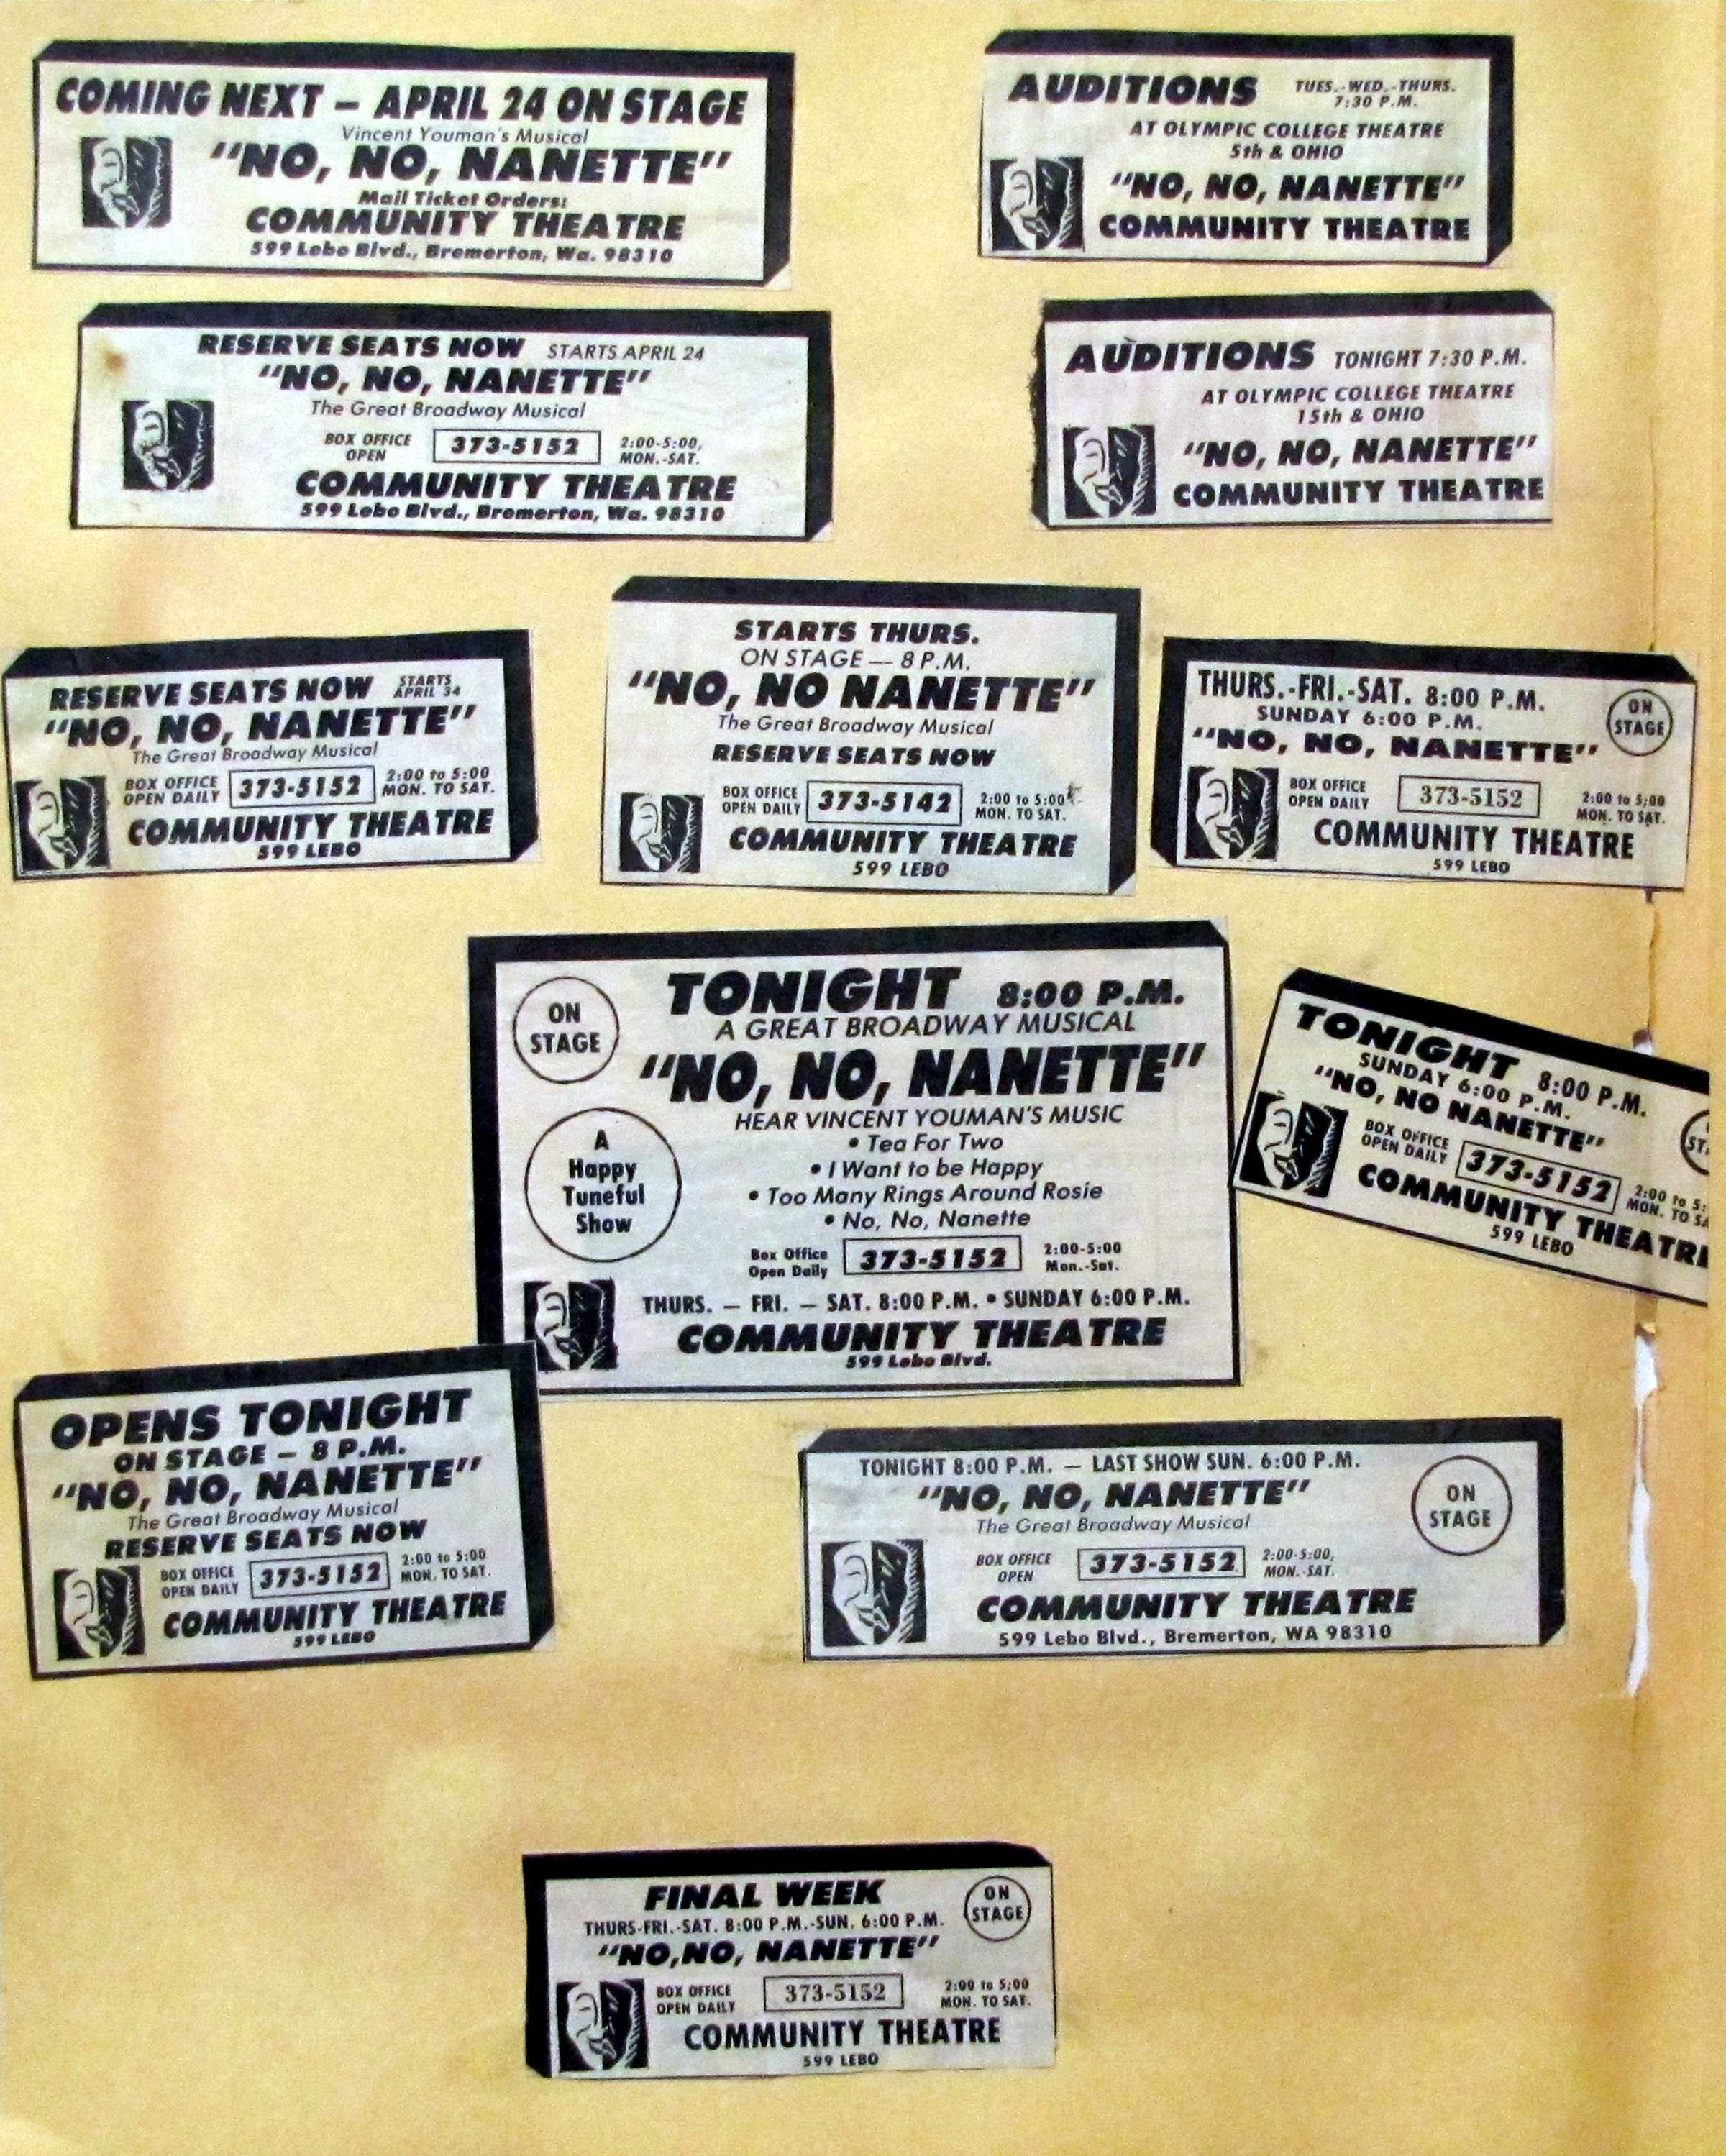 COMING NEXT – APRIL 24 ON STAGE
Vincent Youman's Musical
"NO, NO, NANETTE"
Mail Ticket Orders:
COMMUNITY THEATRE
599 Lebo Blvd., Bremerton, Wa. 98310
AUDITIONS TUES.-WED.-THURS.
7:30 P.M.
AT OLYMPIC COLLEGE THEATRE
5th & OHIO
"NO, NO, NANETTE"
COMMUNITY THEATRE
RESERVE SEATS NOW STARTS APRIL 24
"NO, NO, NANETTE"
The Great Broadway Musical
BOX OFFICE
OPEN
373-5152
2:00-5:00,
MON.-SAT.
COMMUNITY THEATRE
599 Lebo Blvd., Bremerton, Wa. 98310
AUDITIONS TONIGHT 7:30 P.M.
AT OLYMPIC COLLEGE THEATRE
15th & OHIO
"NO, NO, NANETTE"
COMMUNITY THEATRE
RESERVE SEATS NOW
STARTS
APRIL 34
"NO, NO, NANETTE"
The Great Broadway Musical
BOX OFFICE
OPEN DAILY
373-5152
2:00 to 5:00
MON. TO SAT.
COMMUNITY THEATRE
599 LEBO
STARTS THURS.
ON STAGE — 8 P.M.
"NO, NO NANETTE"
The Great Broadway Musical
RESERVE SEATS NOW
BOX OFFICE
OPEN DAILY
373-5142
2:00 to 5:00
MON. TO SAT.
COMMUNITY THEATRE
599 LEBO
THURS.-FRI.-SAT. 8:00 P.M.
SUNDAY 6:00 P.M.
ON
STAGE
"NO, NO, NANETTE"
BOX OFFICE
OPEN DAILY
373-5152
2:00 to 5;00
MON. TO SAT.
COMMUNITY THEATRE
599 LEBO
ON
STAGE
TONIGHT 8:00 P.M.
A GREAT BROADWAY MUSICAL
"NO, NO, NANETTE"
HEAR VINCENT YOUMAN'S MUSIC
A
Happy
Tuneful
Show
• Tea For Two
• I Want to be Happy
• Too Many Rings Around Rosie
• No, No, Nanette
Box Office
Open Daily
373-5152
2:00-5:00
Mon.-Sat.
THURS. — FRI. — SAT. 8:00 P.M. • SUNDAY 6:00 P.M.
COMMUNITY THEATRE
599 Lebo Blvd.
TONIGHT 8:00 P.M.
SUNDAY 6:00 P.M.
"NO, NO NANETTE"
BOX OFFICE
OPEN DAILY
373-5152
2:00 to 5:
MON. TO SA
COMMUNITY THEATR
599 LEBO
OPENS TONIGHT
ON STAGE – 8 P.M.
"NO, NO, NANETTE"
The Great Broadway Musical
RESERVE SEATS NOW
BOX OFFICE
OPEN DAILY
373-5152
2:00 to 5:00
MON. TO SAT.
COMMUNITY THEATRE
599 LEBO
TONIGHT 8:00 P.M. — LAST SHOW SUN. 6:00 P.M.
"NO, NO, NANETTE"
The Great Broadway Musical
ON
STAGE
BOX OFFICE
OPEN
373-5152
2:00-5:00,
MON.-SAT.
COMMUNITY THEATRE
599 Lebo Blvd., Bremerton, WA 98310
FINAL WEEK
THURS-FRI.-SAT. 8:00 P.M.-SUN. 6:00 P.M.
ON
STAGE
"NO,NO, NANETTE"
BOX OFFICE
OPEN DAILY
373-5152
2:00 to 5;00
MON. TO SAT.
COMMUNITY THEATRE
599 LEBO